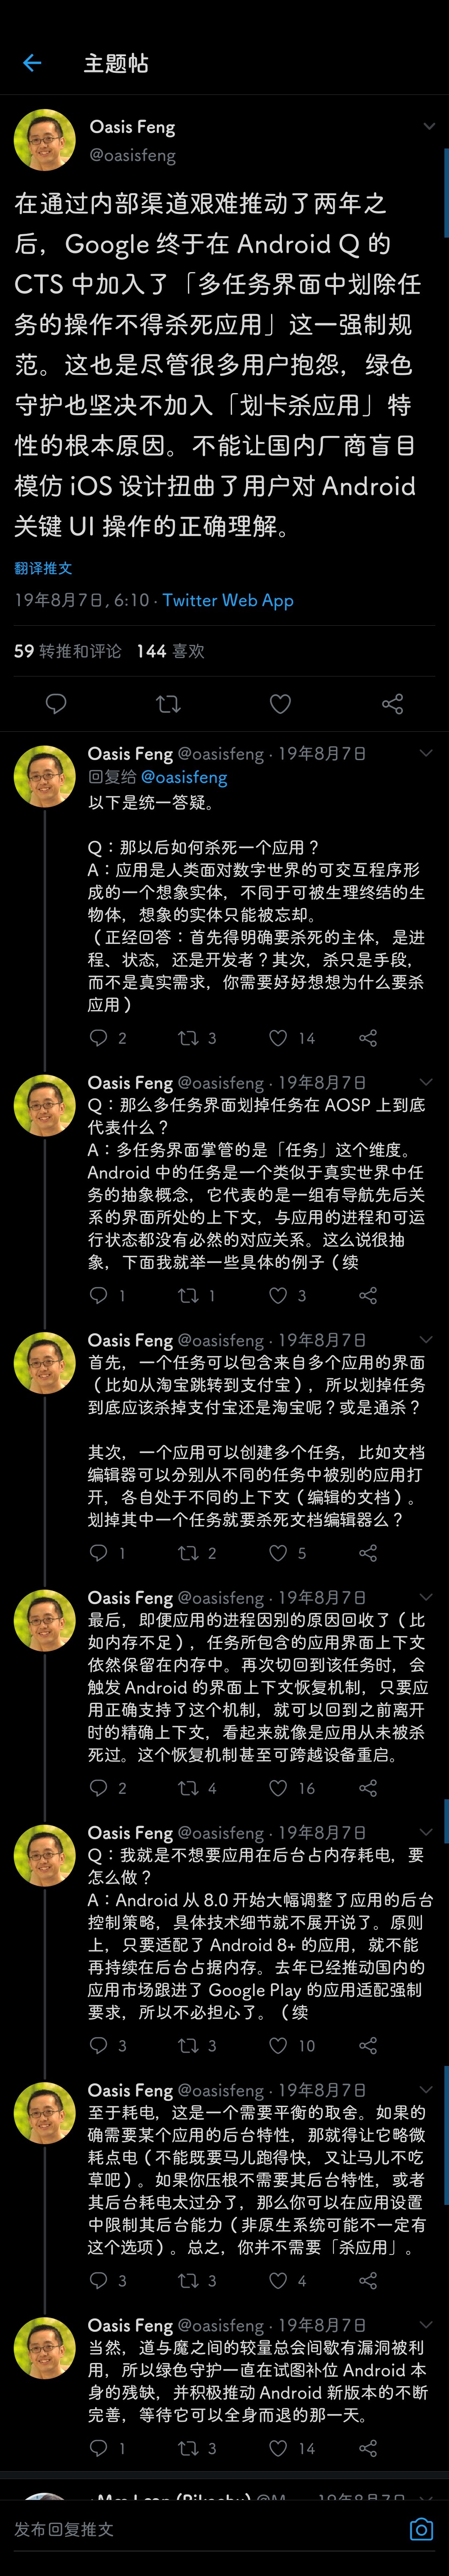 主题帖
Oasis Feng
@oasisfeng
在通过内部渠道艰难推动了两年之
后，Google 终于在 Android Q 的
CTS 中加入了「多任务界面中划除任
务的操作不得杀死应用」这一强制规
范。这也是尽管很多用户抱怨，绿色
守护也坚决不加入「划卡杀应用」特
性的根本原因。不能让国内厂商盲目
模仿 iOS 设计扭曲了用户对 Android
关键 UI 操作的正确理解。
翻译推文
19年8月7日, 6:10 · Twitter Web App
59 转推和评论 144 喜欢
Oasis Feng @oasisfeng · 19年8月7日
回复给 @oasisfeng
以下是统一答疑。
Q：那以后如何杀死一个应用？
A：应用是人类面对数字世界的可交互程序形
成的一个想象实体，不同于可被生理终结的生
物体，想象的实体只能被忘却。
（正经回答：首先得明确要杀死的主体，是进
程、状态，还是开发者？其次，杀只是手段，
而不是真实需求，你需要好好想想为什么要杀
应用）
2 3 14
Oasis Feng @oasisfeng · 19年8月7日
Q：那么多任务界面划掉任务在 AOSP 上到底
代表什么？
A：多任务界面掌管的是「任务」这个维度。
Android 中的任务是一个类似于真实世界中任
务的抽象概念，它代表的是一组有导航先后关
系的界面所处的上下文，与应用的进程和可运
行状态都没有必然的对应关系。这么说很抽
象，下面我就举一些具体的例子（续
1 1 3
Oasis Feng @oasisfeng · 19年8月7日
首先，一个任务可以包含来自多个应用的界面
（比如从淘宝跳转到支付宝），所以划掉任务
到底应该杀掉支付宝还是淘宝呢？或是通杀？
其次，一个应用可以创建多个任务，比如文档
编辑器可以分别从不同的任务中被别的应用打
开，各自处于不同的上下文（编辑的文档）。
划掉其中一个任务就要杀死文档编辑器么？
1 2 5
Oasis Feng @oasisfeng · 19年8月7日
最后，即便应用的进程因别的原因回收了（比
如内存不足），任务所包含的应用界面上下文
依然保留在内存中。再次切回到该任务时，会
触发 Android 的界面上下文恢复机制，只要应
用正确支持了这个机制，就可以回到之前离开
时的精确上下文，看起来就像是应用从未被杀
死过。这个恢复机制甚至可跨越设备重启。
2 4 16
Oasis Feng @oasisfeng · 19年8月7日
Q：我就是不想要应用在后台占内存耗电，要
怎么做？
A：Android 从 8.0 开始大幅调整了应用的后台
控制策略，具体技术细节就不展开说了。原则
上，只要适配了 Android 8+ 的应用，就不能
再持续在后台占据内存。去年已经推动国内的
应用市场跟进了 Google Play 的应用适配强制
要求，所以不必担心了。（续
3 3 10
Oasis Feng @oasisfeng · 19年8月7日
至于耗电，这是一个需要平衡的取舍。如果的
确需要某个应用的后台特性，那就得让它略微
耗点电（不能既要马儿跑得快，又让马儿不吃
草吧）。如果你压根不需要其后台特性，或者
其后台耗电太过分了，那么你可以在应用设置
中限制其后台能力（非原生系统可能不一定有
这个选项）。总之，你并不需要「杀应用」。
3 3 4
Oasis Feng @oasisfeng · 19年8月7日
当然，道与魔之间的较量总会间歇有漏洞被利
用，所以绿色守护一直在试图补位 Android 本
身的残缺，并积极推动 Android 新版本的不断
完善，等待它可以全身而退的那一天。
1 3 14
发布回复推文